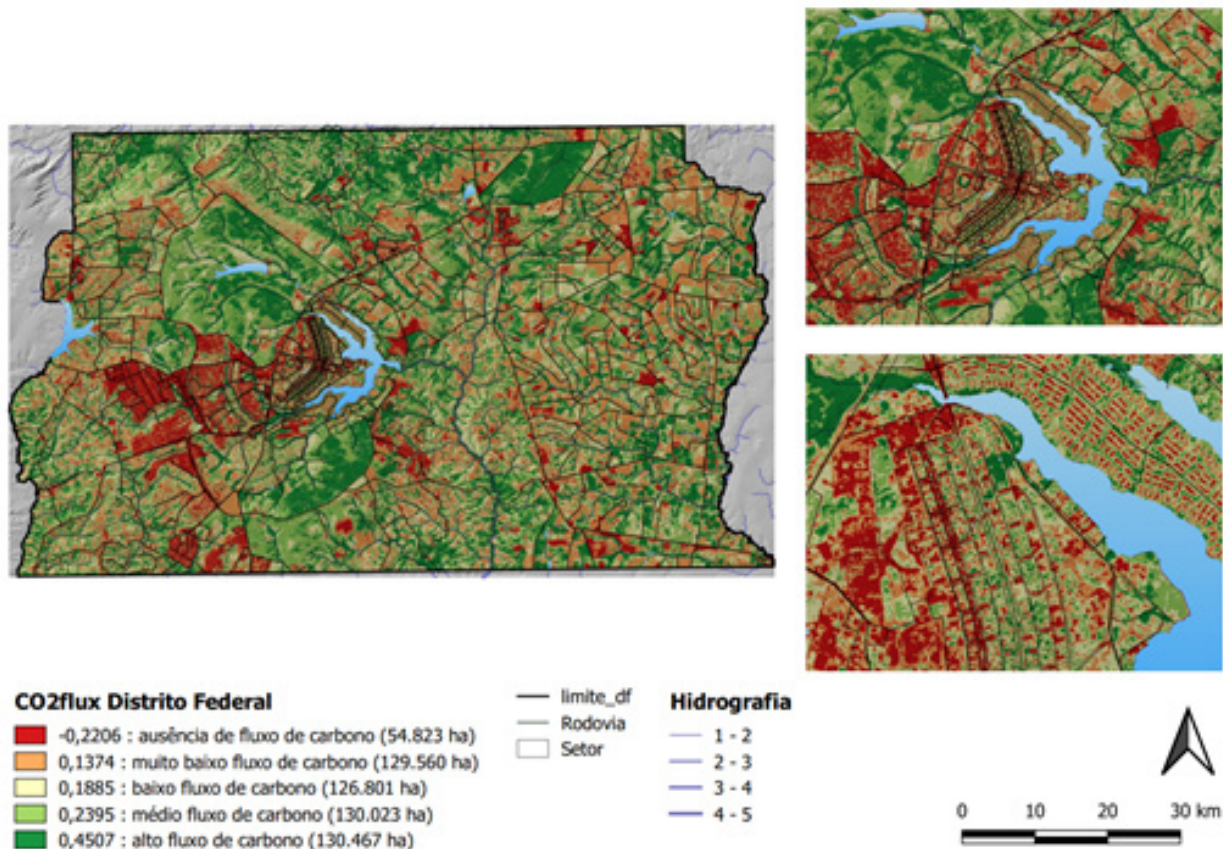 CO2flux Distrito Federal
-0,2206 : ausência de fluxo de carbono (54.823 ha)
0,1374 : muito baixo fluxo de carbono (129.560 ha)
0,1885 : baixo fluxo de carbono (126.801 ha)
0,2395 : médio fluxo de carbono (130.023 ha)
0,4507 : alto fluxo de carbono (130.467 ha)
limite_df
Rodovia
Setor
Hidrografia
1 - 2
2 - 3
3 - 4
4 - 5
0 10 20 30 km